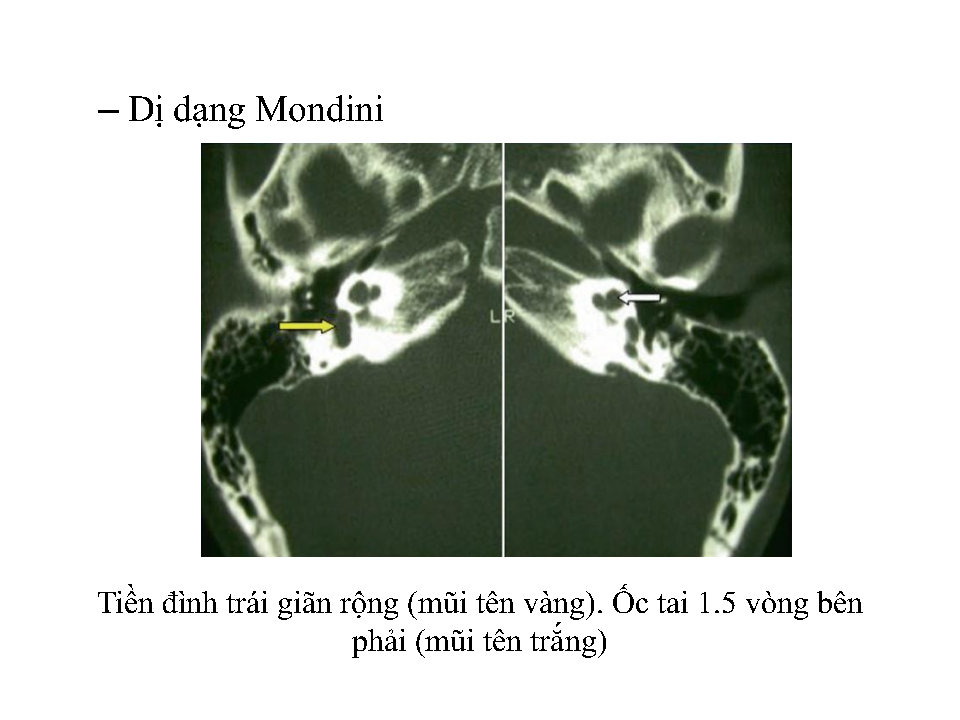 – Dị dạng Mondini
L R
Tiền đình trái giãn rộng (mũi tên vàng). Ốc tai 1.5 vòng bên
phải (mũi tên trắng)